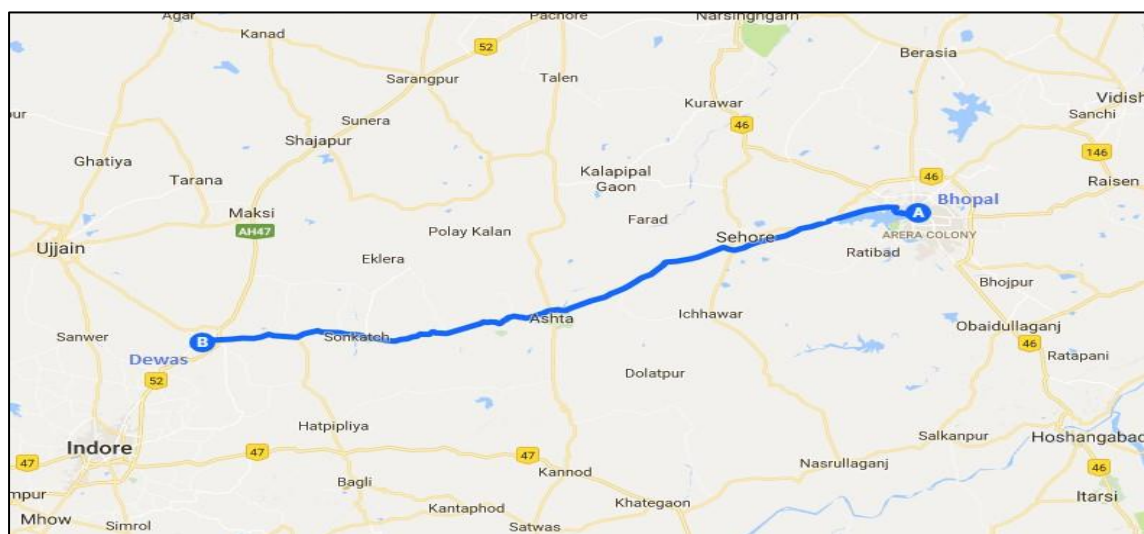 Agar
Pachore
Narsingngarh
Kanad
52
Berasia
Sarangpur
Talen
Vidish
Kurawar
Sanchi
Sunera
46
Shajapur
146
Ghatiya
Kalapipal
Gaon
46
Raisen
Tarana
Bhopal
Maksi
Farad
A
AH47
Polay Kalan
Sehore
ARERA COLONY
Ujjain
Ratibad
Eklera
Bhojpur
Ichhawar
Ashta
Obaidullaganj
Sanwer
B
Sonkatch
46
Dewas
Ratapani
52
Dolatpur
Hatpipliya
Salkanpur
Hoshangabad
Indore
47
47
47
Nasrullaganj
46
Kannod
Bagli
Itarsi
Khategaon
Kantaphod
Mhow
Simrol
Satwas